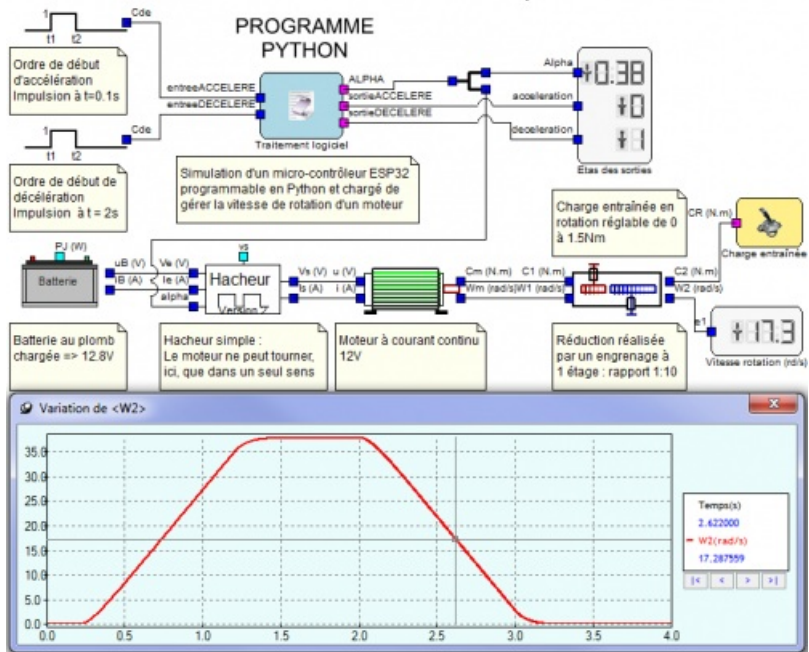 Cde
t1 t2
Ordre de début
d'accélération
Impulsion à t=0.1s
Cde
t1 t2
Ordre de début de
décélération
Impulsion à t = 2s
PROGRAMME
PYTHON
entreeACCELERE
entreeDECELERE
ALPHA
sortieACCELERE
sortieDECELERE
Traitement logiciel
Simulation d'un micro-contrôleur ESP32
programmable en Python et chargé de
gérer la vitesse de rotation d'un moteur
Alpha
acceleration
deceleration
+0.38
+0
+1
Etas des sorties
Charge entraînée en
rotation réglable de 0
à 1.5Nm
CR (N.m)
Charge entraînée
PJ (W)
Batterie
uB (V) Ve (V)
iB (A) Ie (A)
alpha
vs
Hacheur
Version 2
Vs (V) u (V)
Is (A) i (A)
Cm (N.m) C1 (N.m)
Wm (rad/s) W1 (rad/s)
C2 (N.m)
W2 (rad/s)
e1
+17.3
Vitesse rotation (rd/s)
Batterie au plomb
chargée => 12.8V
Hacheur simple :
Le moteur ne peut tourner,
ici, que dans un seul sens
Moteur à courant continu
12V
Réduction réalisée
par un engrenage à
1 étage : rapport 1:10
Variation de <W2>
35.0
30.0
25.0
20.0
15.0
10.0
5.0
0.0
0.0 0.5 1.0 1.5 2.0 2.5 3.0 3.5 4.0
Temps(s)
2.622000
W2(rad/s)
17.287559
|< < > >|